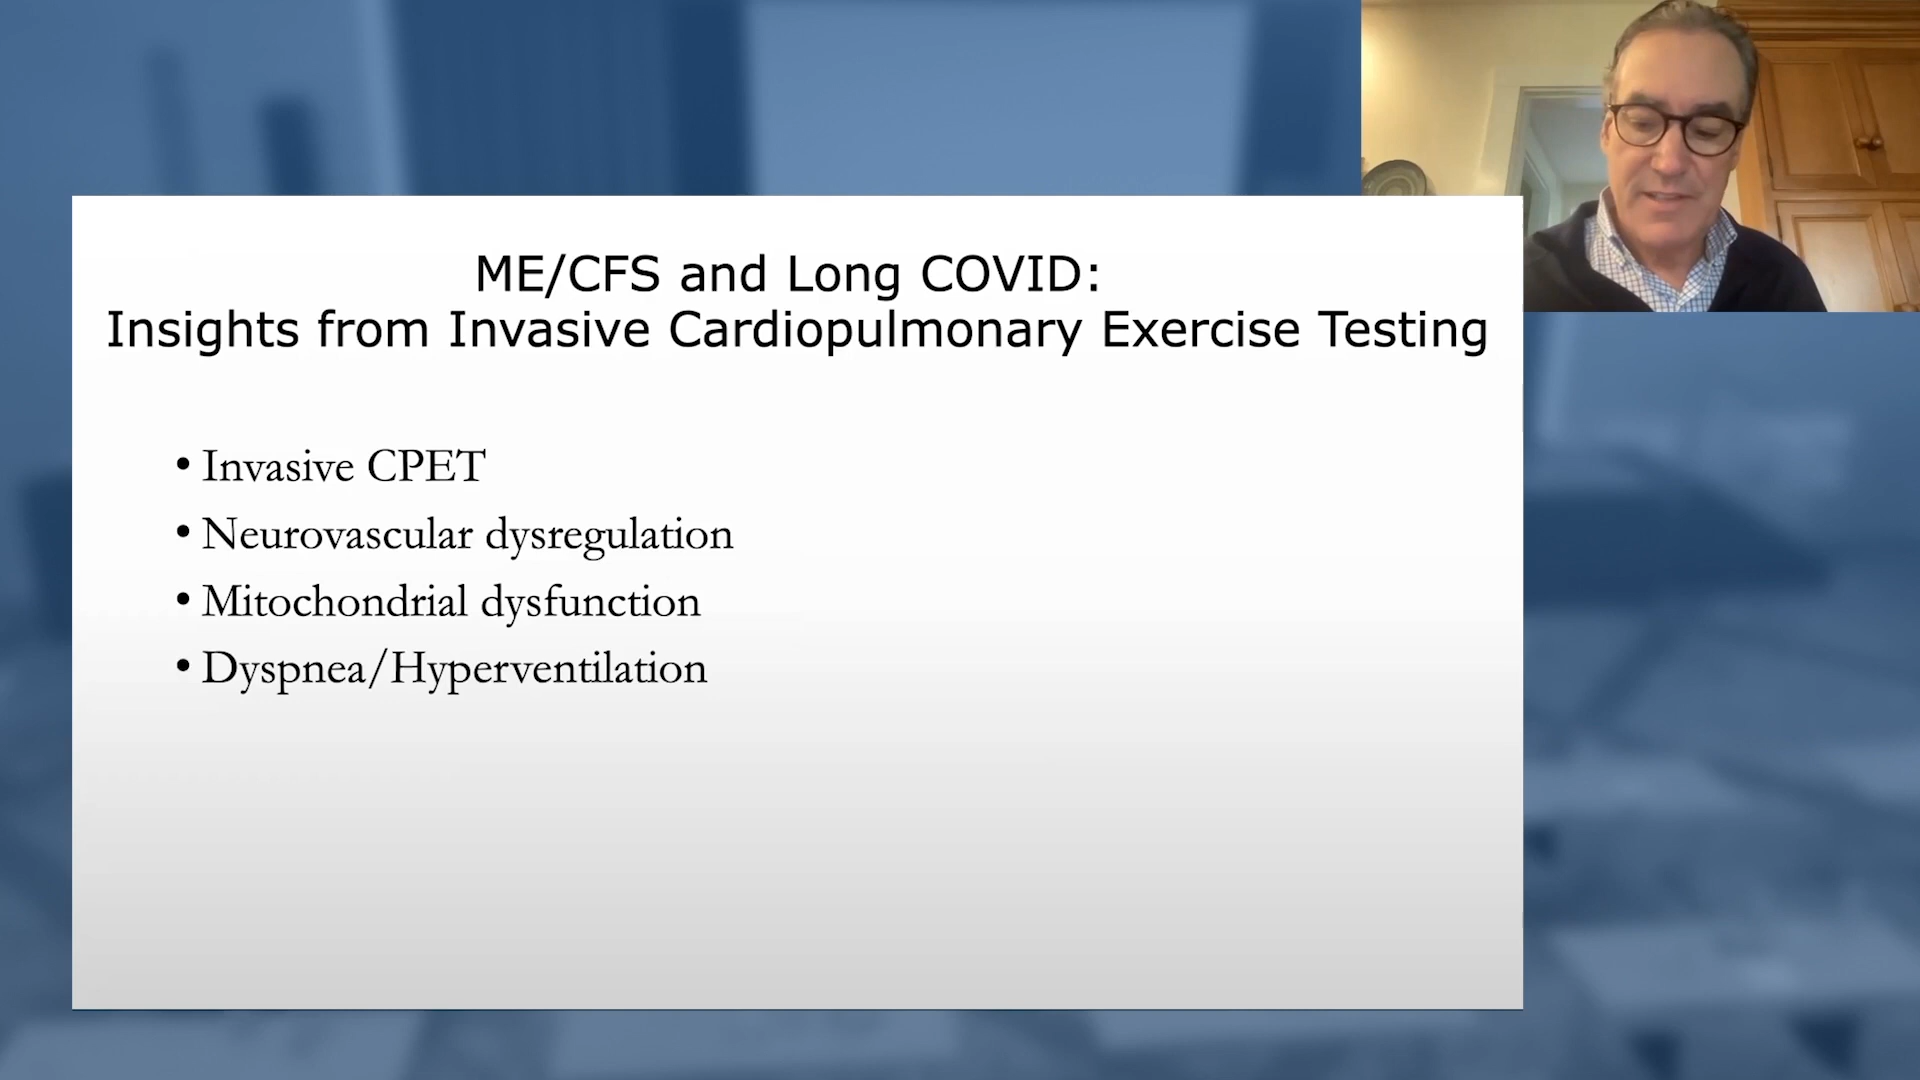 ME/CFS and Long COVID:
Insights from Invasive Cardiopulmonary Exercise Testing
• Invasive CPET
• Neurovascular dysregulation
• Mitochondrial dysfunction
• Dyspnea/Hyperventilation